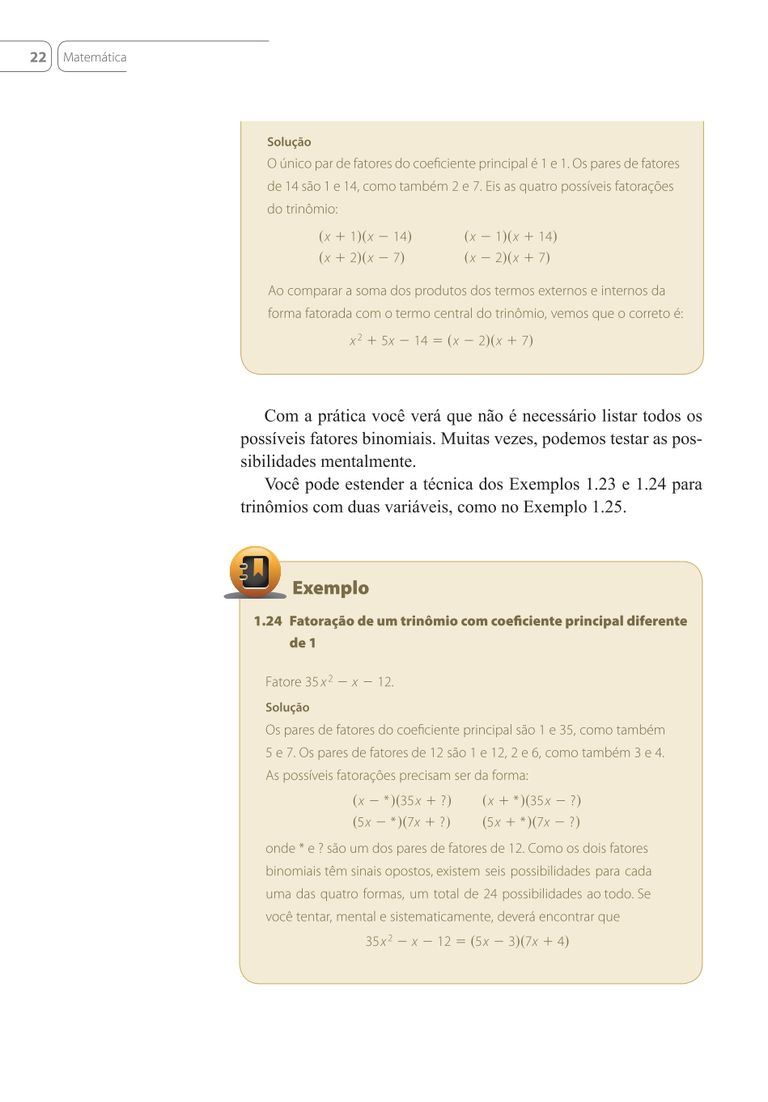 22 Matemática
Solução
O único par de fatores do coeficiente principal é 1 e 1. Os pares de fatores
de 14 são 1 e 14, como também 2 e 7. Eis as quatro possíveis fatorações
do trinômio:
(x + 1)(x − 14) (x − 1)(x + 14)
(x + 2)(x − 7) (x − 2)(x + 7)
Ao comparar a soma dos produtos dos termos externos e internos da
forma fatorada com o termo central do trinômio, vemos que o correto é:
x² + 5x − 14 = (x − 2)(x + 7)
Com a prática você verá que não é necessário listar todos os
possíveis fatores binomiais. Muitas vezes, podemos testar as pos-
sibilidades mentalmente.
Você pode estender a técnica dos Exemplos 1.23 e 1.24 para
trinômios com duas variáveis, como no Exemplo 1.25.
Exemplo
1.24 Fatoração de um trinômio com coeficiente principal diferente
de 1
Fatore 35x² − x − 12.
Solução
Os pares de fatores do coeficiente principal são 1 e 35, como também
5 e 7. Os pares de fatores de 12 são 1 e 12, 2 e 6, como também 3 e 4.
As possíveis fatorações precisam ser da forma:
(x − *)(35x + ?) (x + *)(35x − ?)
(5x − *)(7x + ?) (5x + *)(7x − ?)
onde * e ? são um dos pares de fatores de 12. Como os dois fatores
binomiais têm sinais opostos, existem seis possibilidades para cada
uma das quatro formas, um total de 24 possibilidades ao todo. Se
você tentar, mental e sistematicamente, deverá encontrar que
35x² − x − 12 = (5x − 3)(7x + 4)